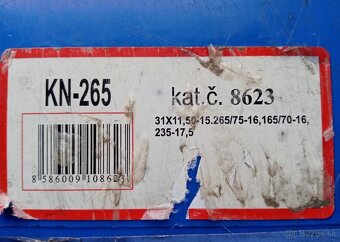 KN-265
kat.č. 8623
31X11,50-15.265/75-16,165/70-16,
235-17,5
8 586009 10862